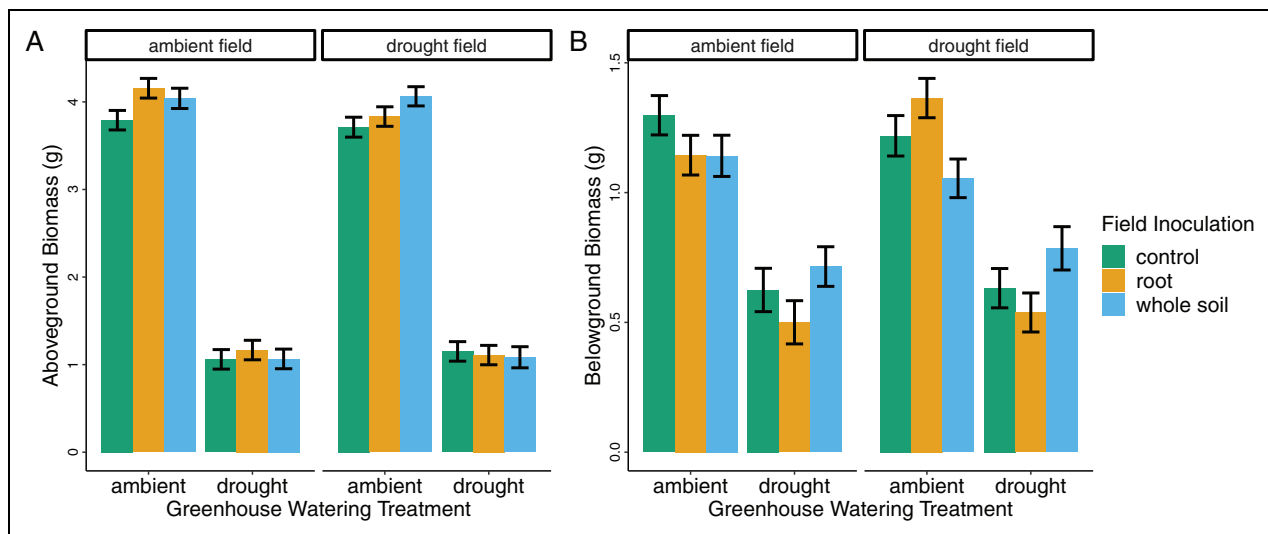 A
ambient field
drought field
Aboveground Biomass (g)
4
3
2
1
0
ambient
drought
ambient
drought
Greenhouse Watering Treatment
B
ambient field
drought field
Belowground Biomass (g)
1.5
1.0
0.5
0.0
ambient
drought
ambient
drought
Greenhouse Watering Treatment
Field Inoculation
control
root
whole soil